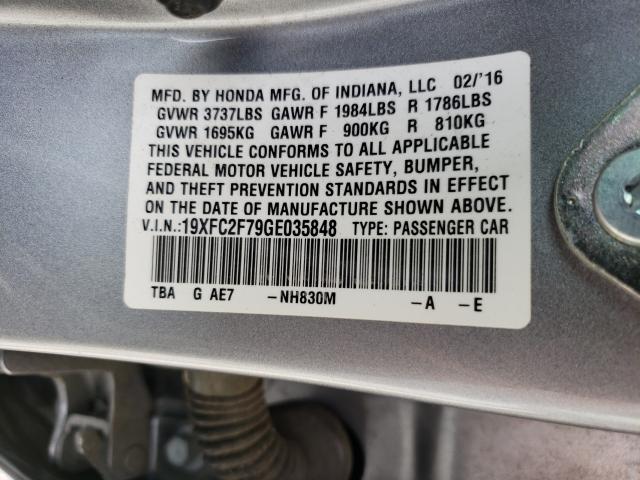 MFD. BY HONDA MFG. OF INDIANA, LLC 02/'16
GVWR 3737LBS GAWR F 1984LBS R 1786LBS
GVWR 1695KG GAWR F 900KG R 810KG
THIS VEHICLE CONFORMS TO ALL APPLICABLE
FEDERAL MOTOR VEHICLE SAFETY, BUMPER,
AND THEFT PREVENTION STANDARDS IN EFFECT
ON THE DATE OF MANUFACTURE SHOWN ABOVE.
V.I.N.:19XFC2F79GE035848 TYPE: PASSENGER CAR
TBA G AE7 -NH830M -A -E